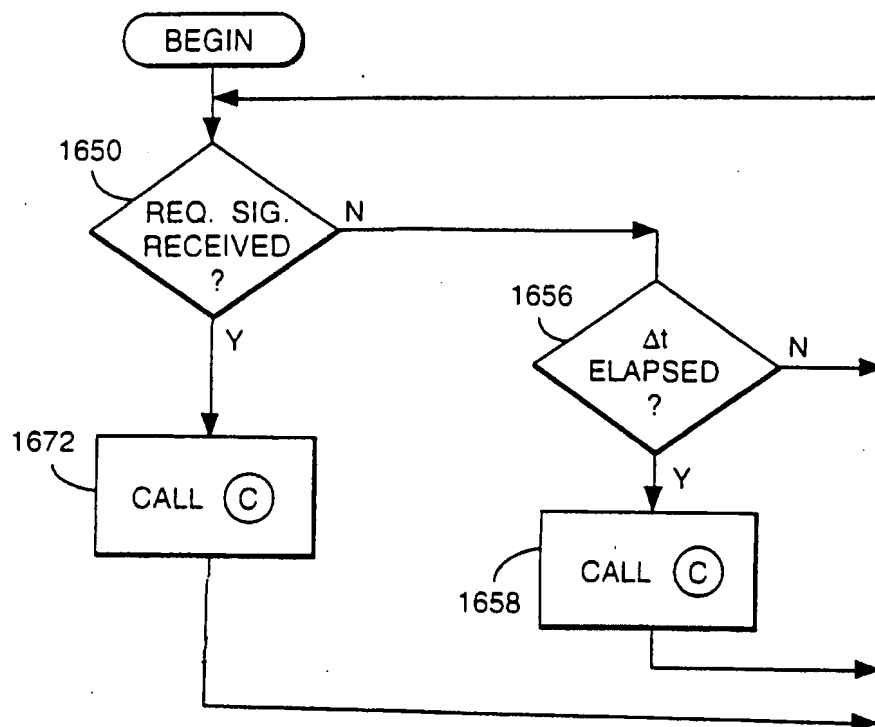 BEGIN
1650
REQ. SIG.
RECEIVED
?
N
Y
1656
Δt
ELAPSED
?
N
Y
1672
CALL C
1658
CALL C